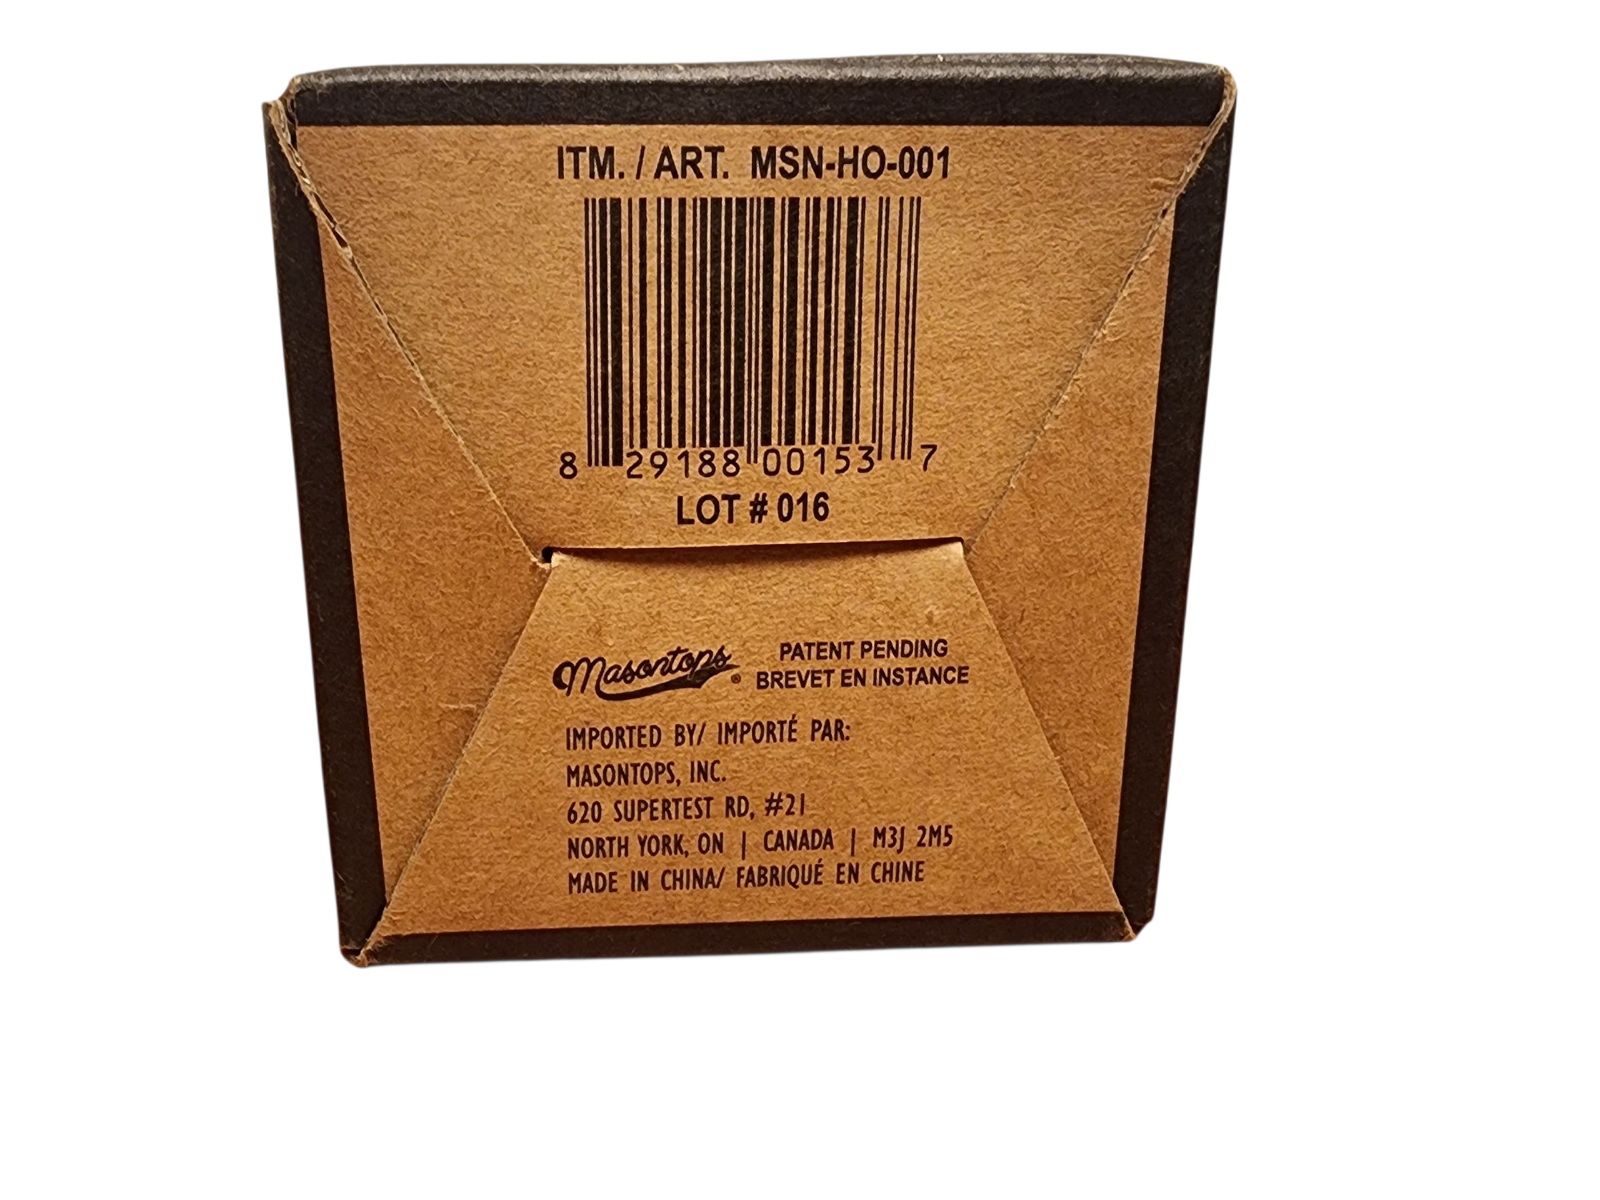 ITM. / ART. MSN-HO-001
8 29188 00153 7
LOT # 016
Masontops® PATENT PENDING
BREVET EN INSTANCE
IMPORTED BY/ IMPORTÉ PAR:
MASONTOPS, INC.
620 SUPERTEST RD, #21
NORTH YORK, ON | CANADA | M3J 2M5
MADE IN CHINA/ FABRIQUÉ EN CHINE